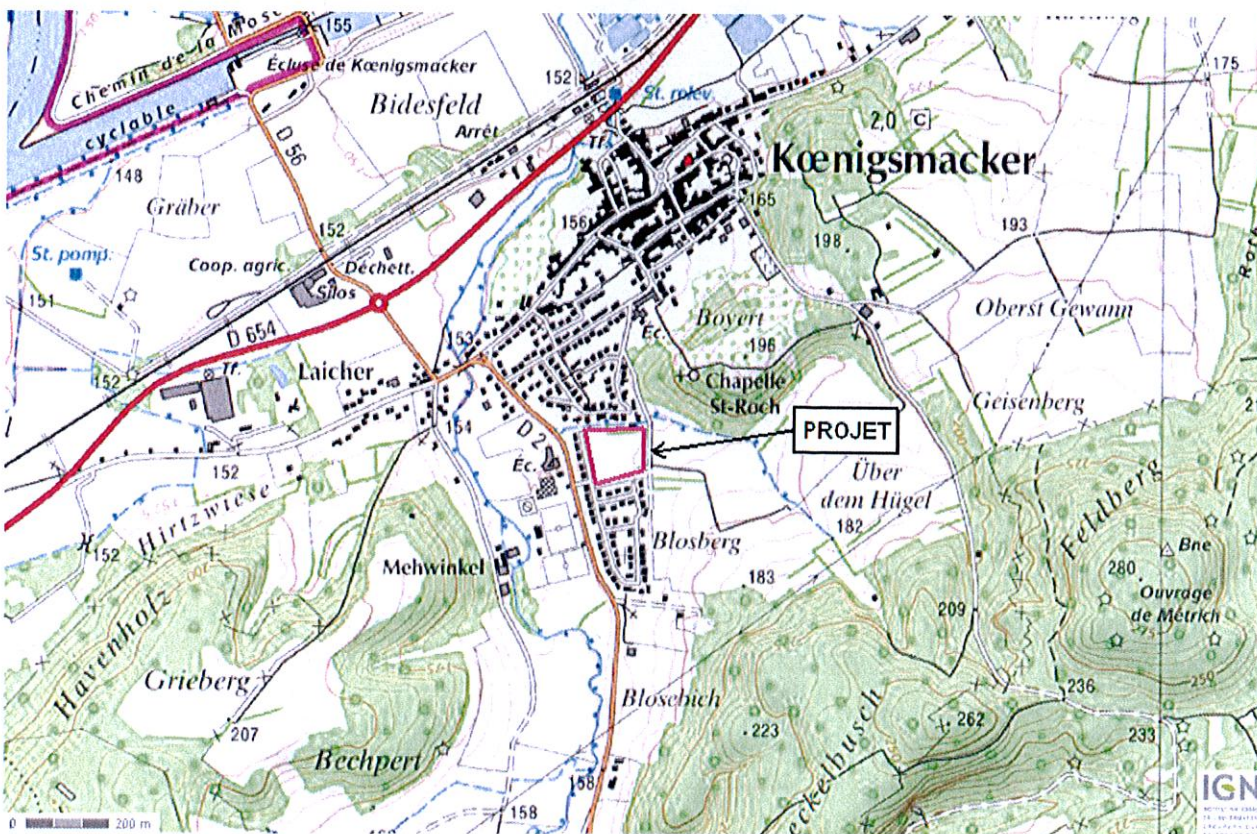 Chemin de la Mose
155
175
Écluse de Kœnigsmacker
152
St. relev.
Bidesfeld
2,0 C
cyclable
Arrêt
Tf.
D 56
Kœnigsmacker
148
Gräber
165
156
193
152
198
St. pomp.
Coop. agric.
Déchett.
Silos
151
Oberst Gewann
Bovert
Éc.
D 654
153
196
152
Tf.
Laicher
Chapelle
St-Roch
Geisenberg
PROJET
154
D 2
152
Éc.
Über
dem Hügel
Hirtzwiese
182
Feldberg
Blosberg
Bne
152
Mehwinkel
183
280
Ouvrage
de Métrich
209
Havenholz
Grieberg
250
Blosebich
236
262
207
223
233
Bechpert
158
158
IGN
0 200 m